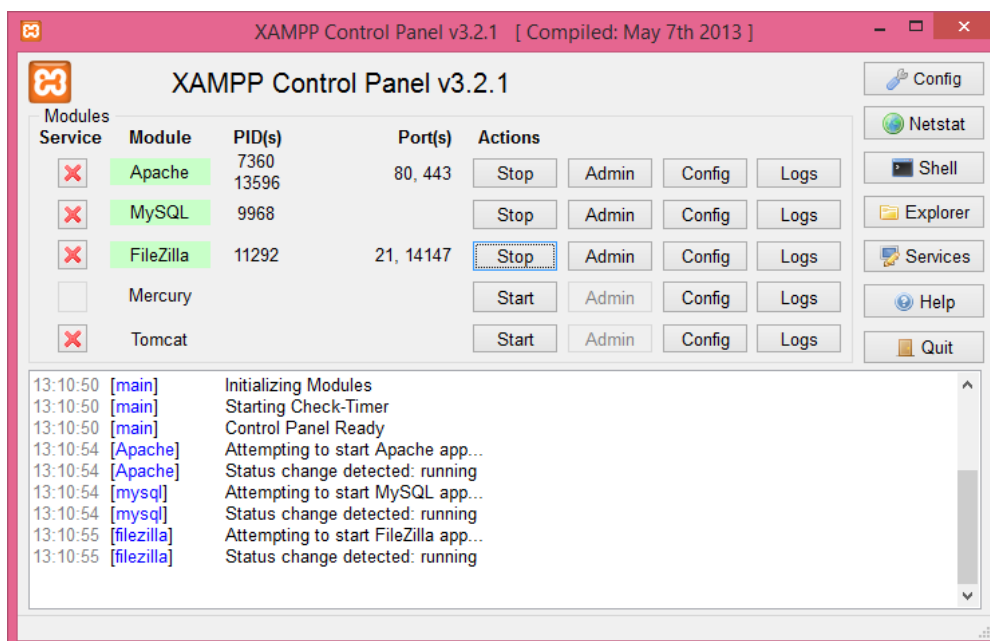 XAMPP Control Panel v3.2.1 [ Compiled: May 7th 2013 ]
XAMPP Control Panel v3.2.1
Config
Netstat
Shell
Explorer
Services
Help
Quit
Modules
Service Module PID(s) Port(s) Actions
Apache 7360 13596 80, 443 Stop Admin Config Logs
MySQL 9968 Stop Admin Config Logs
FileZilla 11292 21, 14147 Stop Admin Config Logs
Mercury Start Admin Config Logs
Tomcat Start Admin Config Logs
13:10:50 [main] Initializing Modules
13:10:50 [main] Starting Check-Timer
13:10:50 [main] Control Panel Ready
13:10:54 [Apache] Attempting to start Apache app...
13:10:54 [Apache] Status change detected: running
13:10:54 [mysql] Attempting to start MySQL app...
13:10:54 [mysql] Status change detected: running
13:10:55 [filezilla] Attempting to start FileZilla app...
13:10:55 [filezilla] Status change detected: running